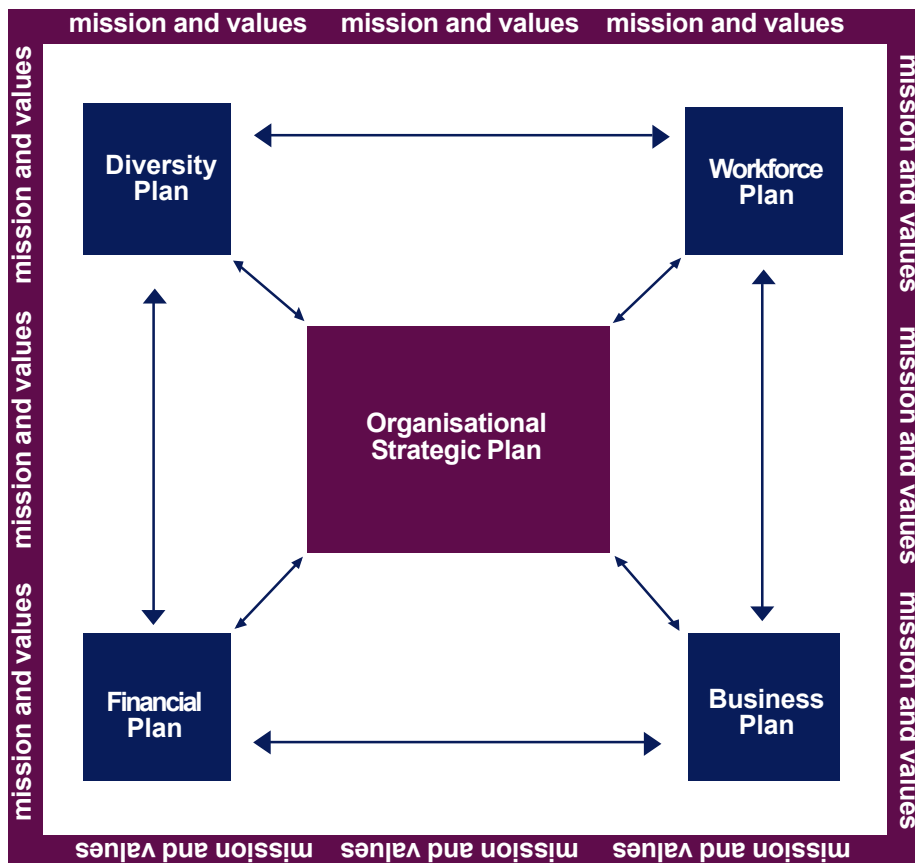 mission and values mission and values mission and values
mission and values
mission and values
mission and values
Diversity
Plan
Workforce
Plan
Organisational
Strategic Plan
Financial
Plan
Business
Plan
mission and values
mission and values
mission and values
mission and values mission and values mission and values